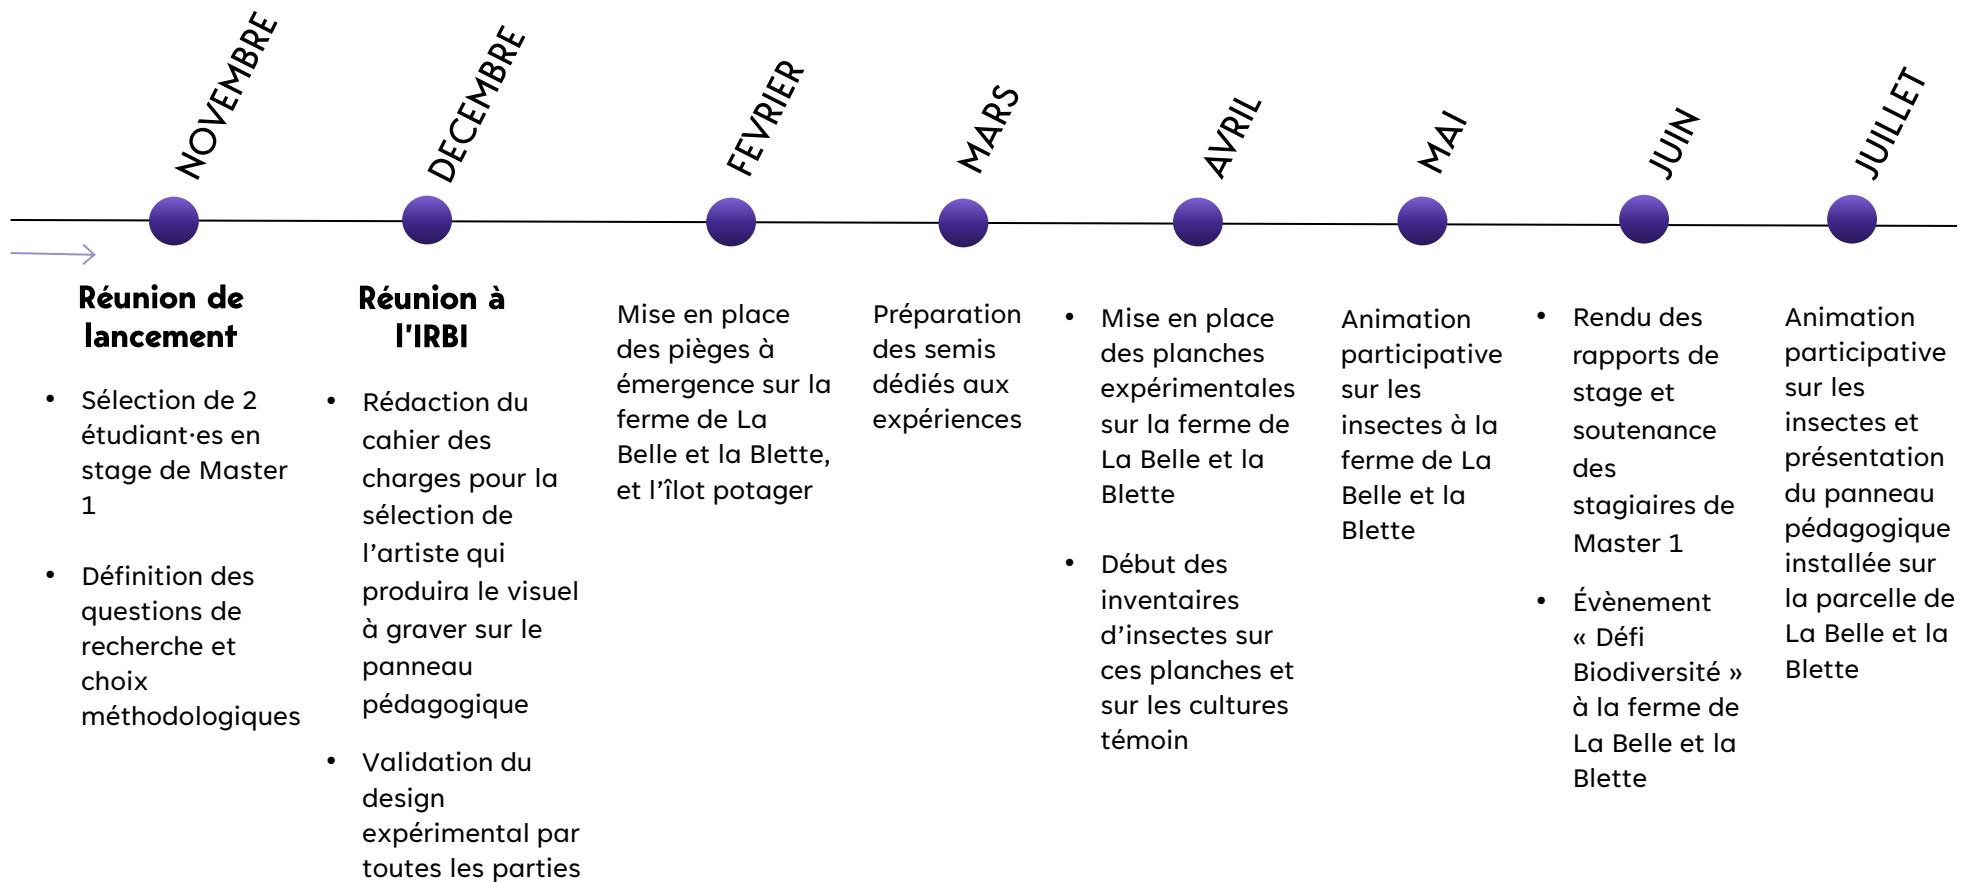 NOVEMBRE
DECEMBRE
FEVRIER
MARS
AVRIL
MAI
JUIN
JUILLET
Réunion de
lancement
• Sélection de 2
étudiant·es en
stage de Master
1
• Définition des
questions de
recherche et
choix
méthodologiques
Réunion à
l'IRBI
• Rédaction du
cahier des
charges pour la
sélection de
l’artiste qui
produira le visuel
à graver sur le
panneau
pédagogique
• Validation du
design
expérimental par
toutes les parties
Mise en place
des pièges à
émergence sur la
ferme de La
Belle et la Blette,
et l’îlot potager
Préparation
des semis
dédiés aux
expériences
• Mise en place
des planches
expérimentales
sur la ferme de
La Belle et la
Blette
• Début des
inventaires
d’insectes sur
ces planches et
sur les cultures
témoin
Animation
participative
sur les
insectes à la
ferme de La
Belle et la
Blette
• Rendu des
rapports de
stage et
soutenance
des
stagiaires de
Master 1
• Évènement
« Défi
Biodiversité »
à la ferme de
La Belle et la
Blette
Animation
participative
sur les
insectes et
présentation
du panneau
pédagogique
installée sur
la parcelle de
La Belle et la
Blette